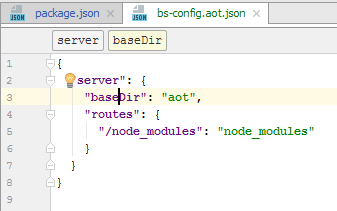 package.json
bs-config.aot.json
server
baseDir
1 {
2 server": {
3 "baseDir": "aot",
4 "routes": {
5 "/node_modules": "node_modules"
6 }
7 }
8 }
9